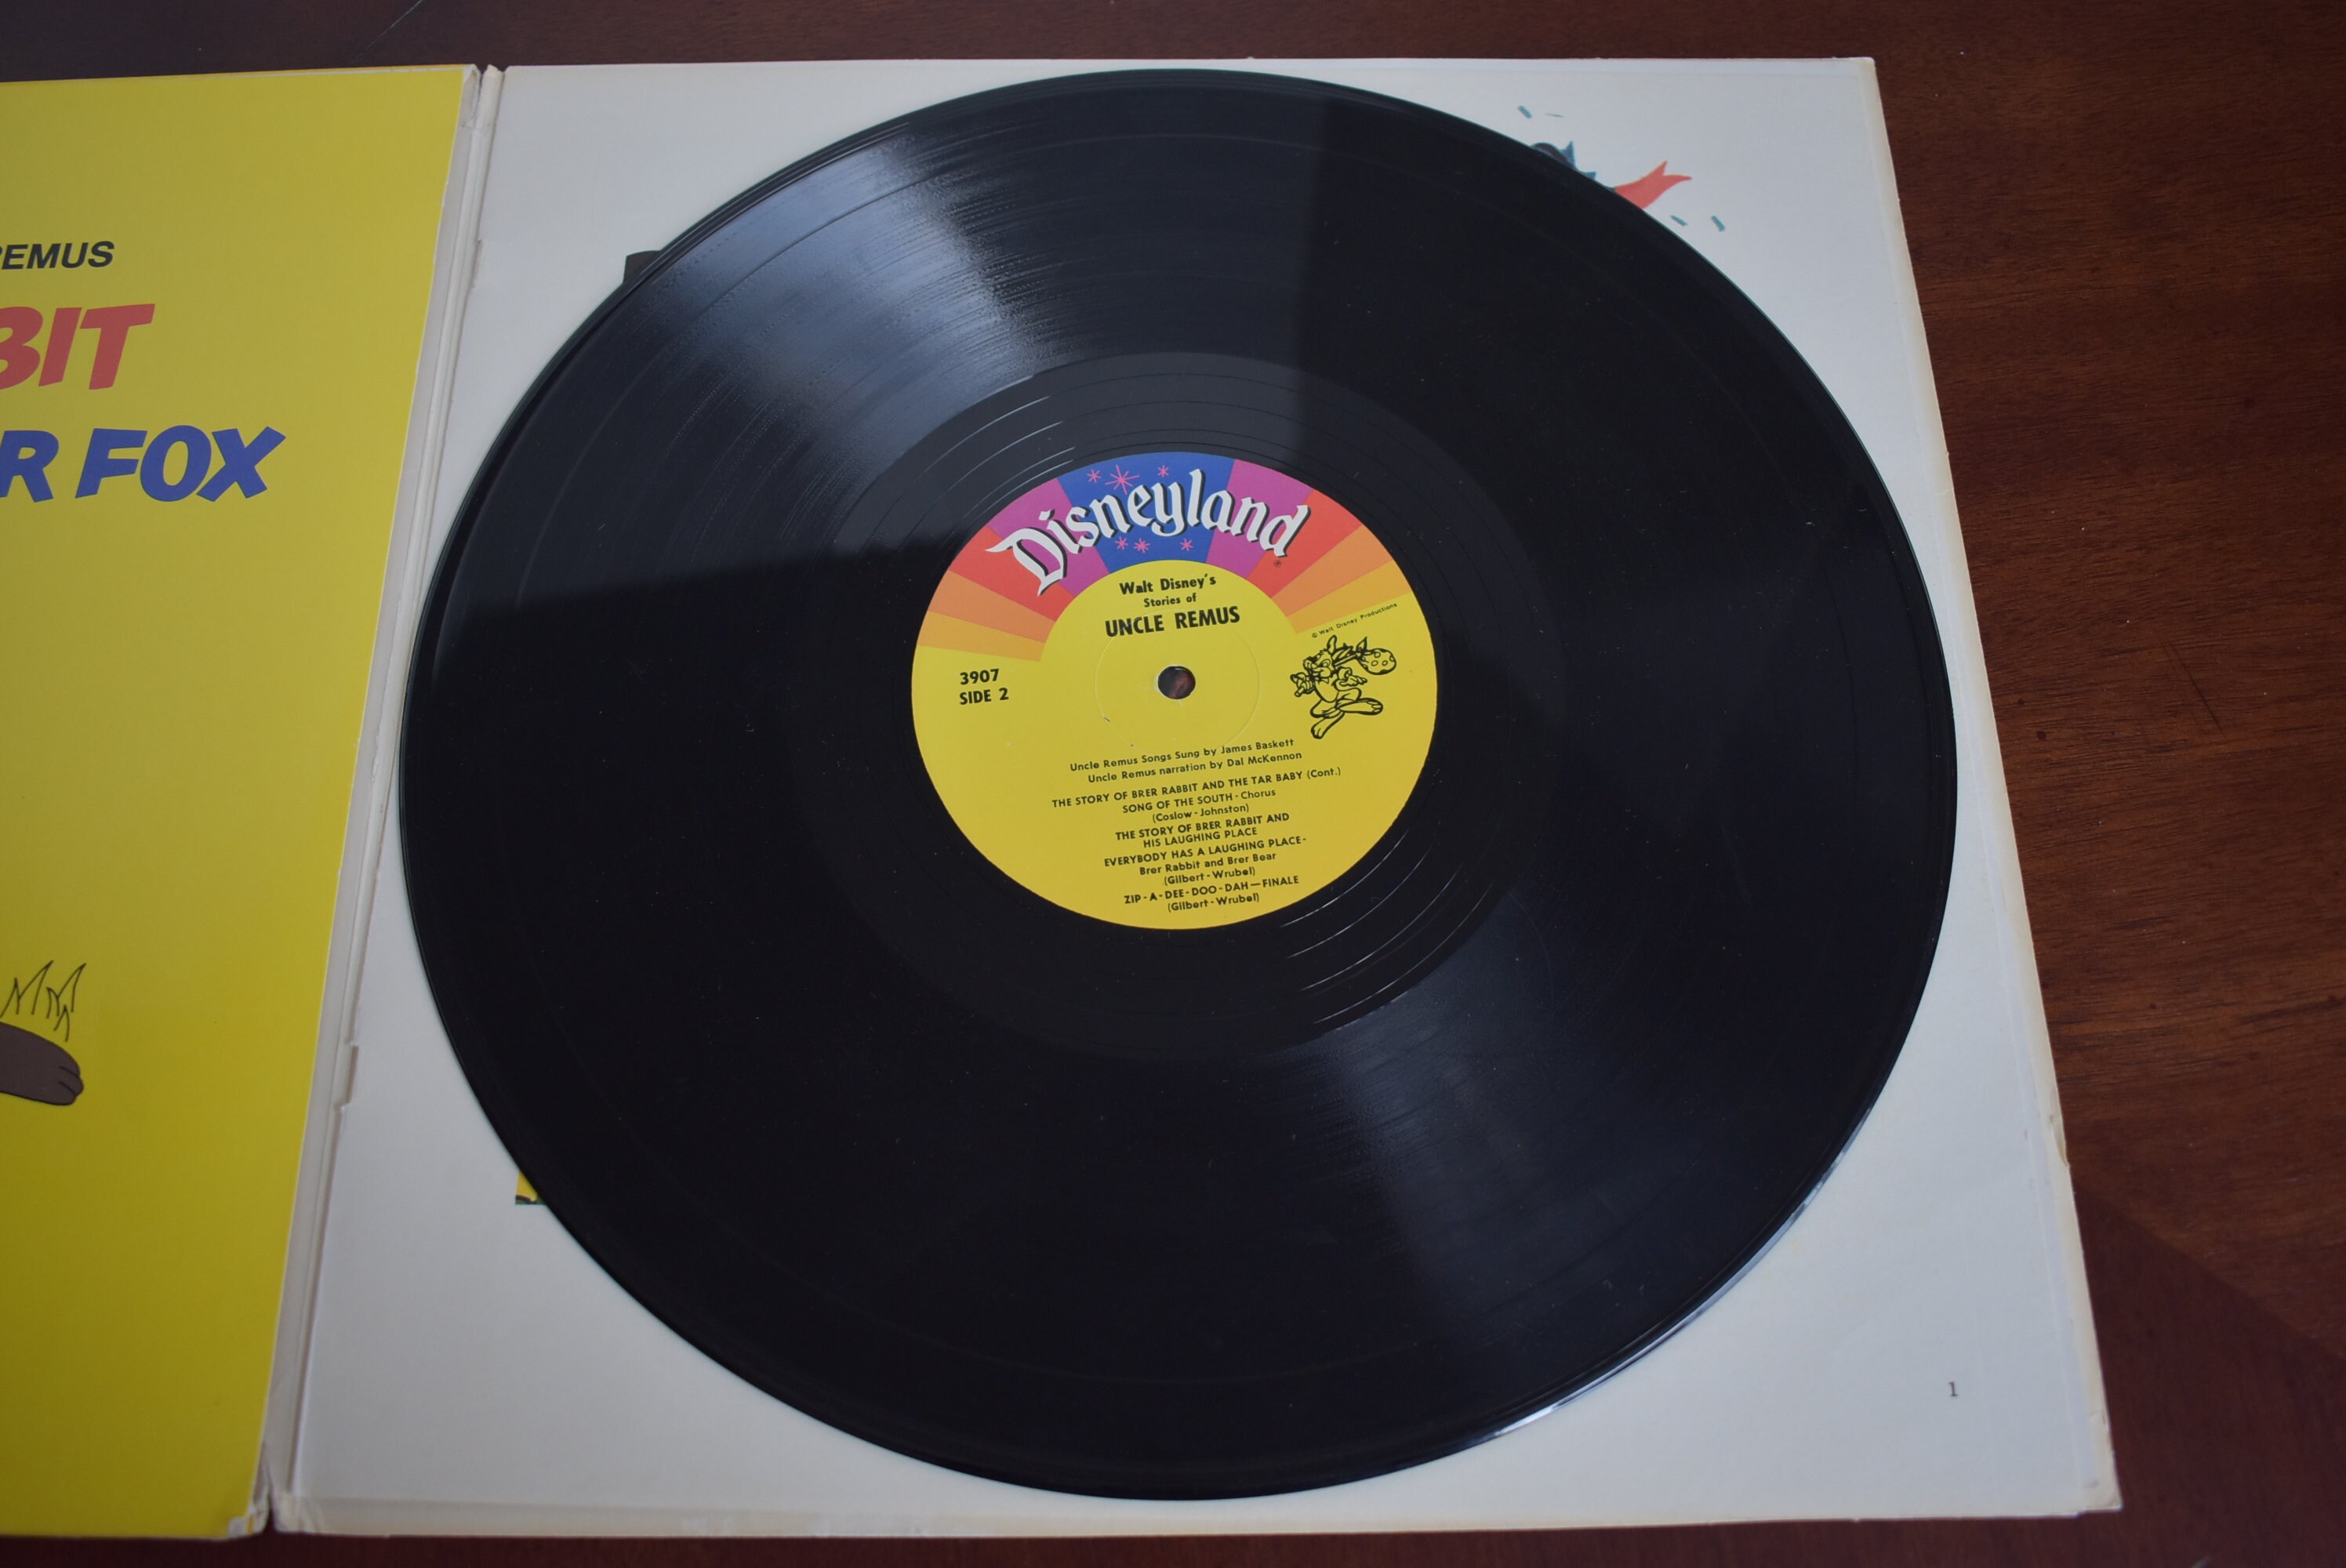 REMUS
BIT
R FOX
Disneyland
®
Walt Disney's
Stories of
UNCLE REMUS
© Walt Disney Productions
3907
SIDE 2
Uncle Remus Songs Sung by James Baskett
Uncle Remus narration by Dal McKennon
THE STORY OF BRER RABBIT AND THE TAR BABY (Cont.)
SONG OF THE SOUTH - Chorus
(Coslow - Johnston)
THE STORY OF BRER RABBIT AND
HIS LAUGHING PLACE
EVERYBODY HAS A LAUGHING PLACE -
Brer Rabbit and Brer Bear
(Gilbert - Wrubel)
ZIP - A - DEE - DOO - DAH — FINALE
(Gilbert - Wrubel)
1